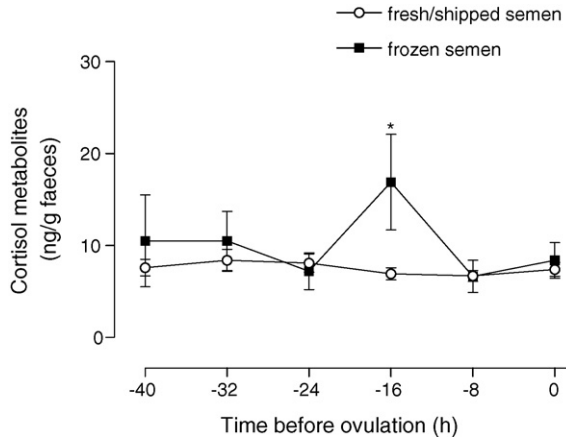 fresh/shipped semen
frozen semen
30
20
10
0
*
Cortisol metabolites
(ng/g faeces)
-40 -32 -24 -16 -8 0
Time before ovulation (h)